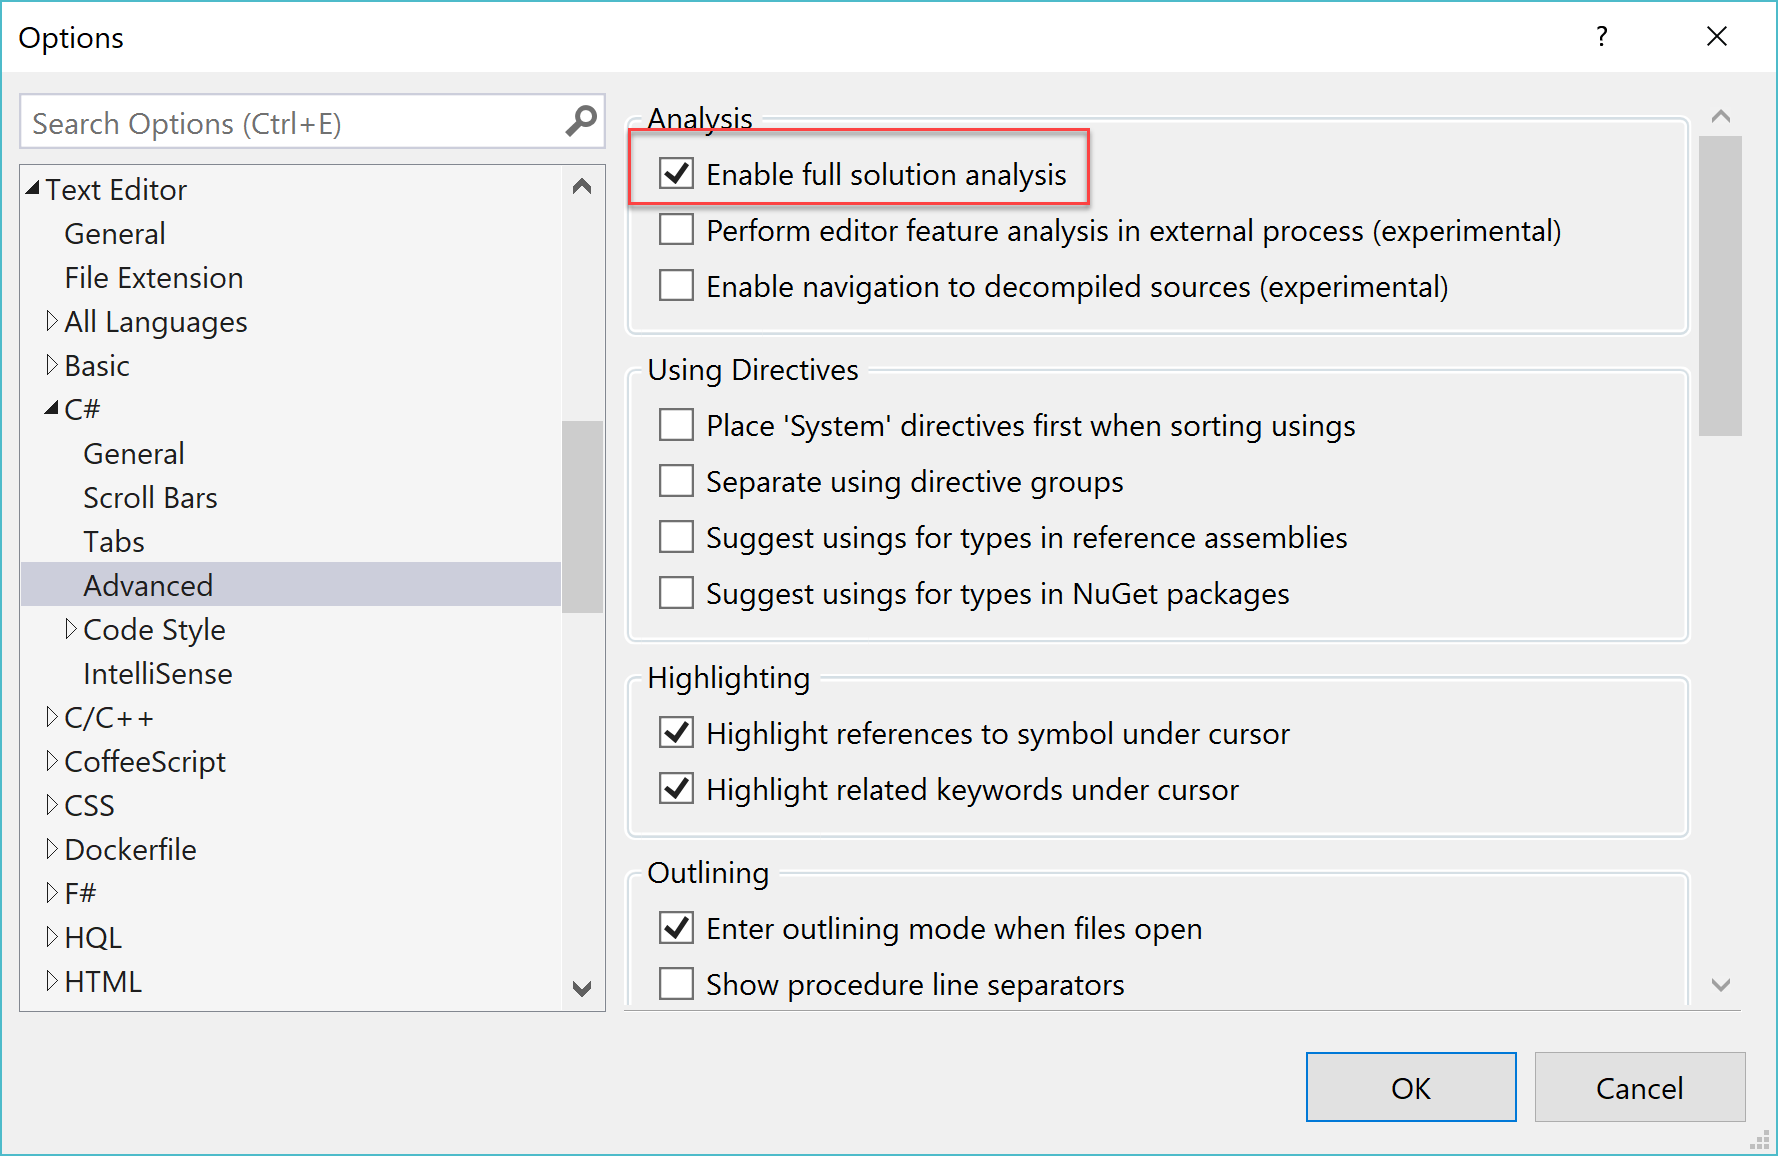 Options
?
Search Options (Ctrl+E)
Text Editor
General
File Extension
All Languages
Basic
C#
General
Scroll Bars
Tabs
Advanced
Code Style
IntelliSense
C/C++
CoffeeScript
CSS
Dockerfile
F#
HQL
HTML
Analysis
Enable full solution analysis
Perform editor feature analysis in external process (experimental)
Enable navigation to decompiled sources (experimental)
Using Directives
Place 'System' directives first when sorting usings
Separate using directive groups
Suggest usings for types in reference assemblies
Suggest usings for types in NuGet packages
Highlighting
Highlight references to symbol under cursor
Highlight related keywords under cursor
Outlining
Enter outlining mode when files open
Show procedure line separators
OK
Cancel